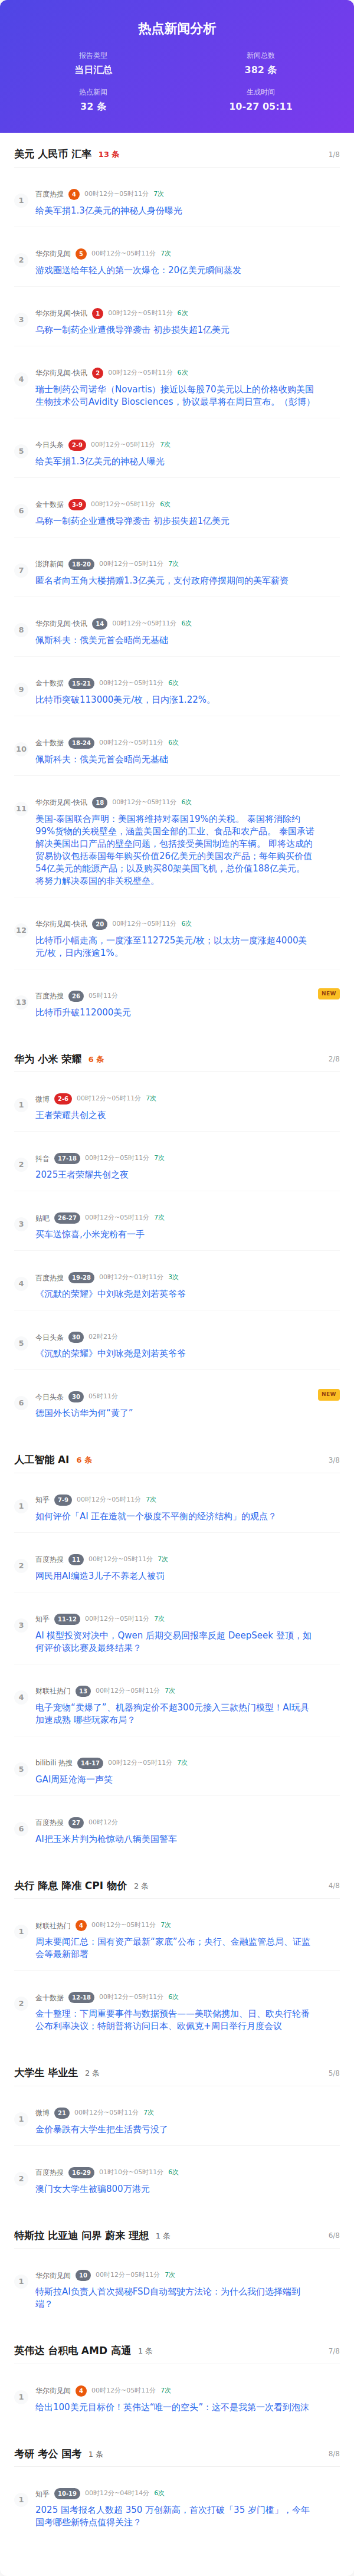 热点新闻分析
报告类型
新闻总数
当日汇总
382 条
热点新闻
生成时间
32 条
10-27 05:11
美元 人民币 汇率 13 条 1/8
1
百度热搜 4 00时12分~05时11分 7次
给美军捐1.3亿美元的神秘人身份曝光
2
华尔街见闻 5 00时12分~05时11分 7次
游戏圈送给年轻人的第一次爆仓：20亿美元瞬间蒸发
3
华尔街见闻-快讯 1 00时12分~05时11分 6次
乌称一制药企业遭俄导弹袭击 初步损失超1亿美元
4
华尔街见闻-快讯 2 00时12分~05时11分 6次
瑞士制药公司诺华（Novartis）接近以每股70美元以上的价格收购美国
生物技术公司Avidity Biosciences，协议最早将在周日宣布。（彭博）
5
今日头条 2-9 00时12分~05时11分 7次
给美军捐1.3亿美元的神秘人曝光
6
金十数据 3-9 00时12分~05时11分 6次
乌称一制药企业遭俄导弹袭击 初步损失超1亿美元
7
澎湃新闻 18-20 00时12分~05时11分 7次
匿名者向五角大楼捐赠1.3亿美元，支付政府停摆期间的美军薪资
8
华尔街见闻-快讯 14 00时12分~05时11分 6次
佩斯科夫：俄美元首会晤尚无基础
9
金十数据 15-21 00时12分~05时11分 6次
比特币突破113000美元/枚，日内涨1.22%。
10
金十数据 18-24 00时12分~05时11分 6次
佩斯科夫：俄美元首会晤尚无基础
11
华尔街见闻-快讯 18 00时12分~05时11分 6次
美国-泰国联合声明：美国将维持对泰国19%的关税。 泰国将消除约
99%货物的关税壁垒，涵盖美国全部的工业、食品和农产品。 泰国承诺
解决美国出口产品的壁垒问题，包括接受美国制造的车辆。 即将达成的
贸易协议包括泰国每年购买价值26亿美元的美国农产品；每年购买价值
54亿美元的能源产品；以及购买80架美国飞机，总价值188亿美元。
将努力解决泰国的非关税壁垒。
12
华尔街见闻-快讯 20 00时12分~05时11分 6次
比特币小幅走高，一度涨至112725美元/枚；以太坊一度涨超4000美
元/枚，日内涨逾1%。
13
百度热搜 26 05时11分 NEW
比特币升破112000美元
华为 小米 荣耀 6 条 2/8
1
微博 2-6 00时12分~05时11分 7次
王者荣耀共创之夜
2
抖音 17-18 00时12分~05时11分 7次
2025王者荣耀共创之夜
3
贴吧 26-27 00时12分~05时11分 7次
买车送惊喜,小米宠粉有一手
4
百度热搜 19-28 00时12分~01时11分 3次
《沉默的荣耀》中刘咏尧是刘若英爷爷
5
今日头条 30 02时21分
《沉默的荣耀》中刘咏尧是刘若英爷爷
6
今日头条 30 05时11分 NEW
德国外长访华为何“黄了”
人工智能 AI 6 条 3/8
1
知乎 7-9 00时12分~05时11分 7次
如何评价「AI 正在造就一个极度不平衡的经济结构」的观点？
2
百度热搜 11 00时12分~05时11分 7次
网民用AI编造3儿子不养老人被罚
3
知乎 11-12 00时12分~05时11分 7次
AI 模型投资对决中，Qwen 后期交易回报率反超 DeepSeek 登顶，如
何评价该比赛及最终结果？
4
财联社热门 13 00时12分~05时11分 7次
电子宠物“卖爆了”、机器狗定价不超300元接入三款热门模型！AI玩具
加速成熟 哪些玩家布局？
5
bilibili 热搜 14-17 00时12分~05时11分 7次
GAI周延沧海一声笑
6
百度热搜 27 00时12分
AI把玉米片判为枪惊动八辆美国警车
央行 降息 降准 CPI 物价 2 条 4/8
1
财联社热门 4 00时12分~05时11分 7次
周末要闻汇总：国有资产最新“家底”公布；央行、金融监管总局、证监
会等最新部署
2
金十数据 12-18 00时12分~05时11分 6次
金十整理：下周重要事件与数据预告——美联储携加、日、欧央行轮番
公布利率决议；特朗普将访问日本、欧佩克+周日举行月度会议
大学生 毕业生 2 条 5/8
1
微博 21 00时12分~05时11分 7次
金价暴跌有大学生把生活费亏没了
2
百度热搜 16-29 01时10分~05时11分 6次
澳门女大学生被骗800万港元
特斯拉 比亚迪 问界 蔚来 理想 1 条 6/8
1
华尔街见闻 10 00时12分~05时11分 7次
特斯拉AI负责人首次揭秘FSD自动驾驶方法论：为什么我们选择端到
端？
英伟达 台积电 AMD 高通 1 条 7/8
1
华尔街见闻 4 00时12分~05时11分 7次
给出100美元目标价！英伟达“唯一的空头”：这不是我第一次看到泡沫
考研 考公 国考 1 条 8/8
1
知乎 10-19 00时12分~04时14分 6次
2025 国考报名人数超 350 万创新高，首次打破「35 岁门槛」，今年
国考哪些新特点值得关注？